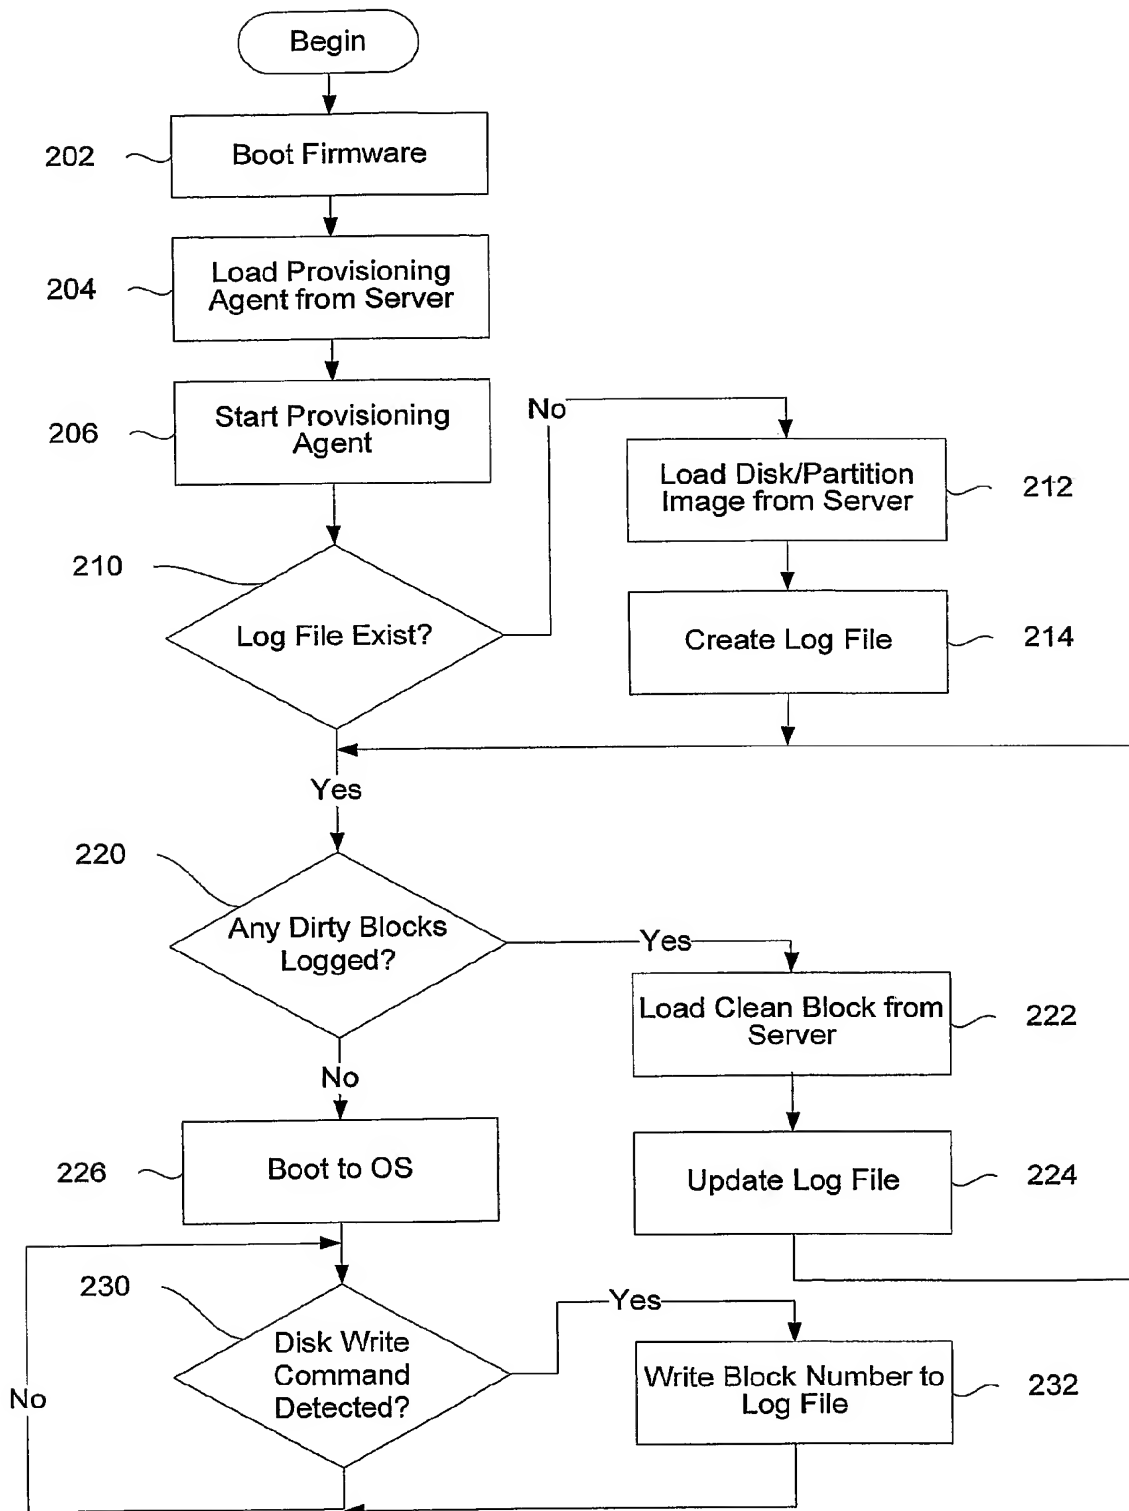 Begin
202
Boot Firmware
204
Load Provisioning
Agent from Server
206
Start Provisioning
Agent
No
Load Disk/Partition
Image from Server
212
210
Log File Exist?
Create Log File
214
Yes
220
Any Dirty Blocks
Logged?
Yes
Load Clean Block from
Server
222
No
226
Boot to OS
Update Log File
224
230
Disk Write
Command
Detected?
Yes
Write Block Number to
Log File
232
No